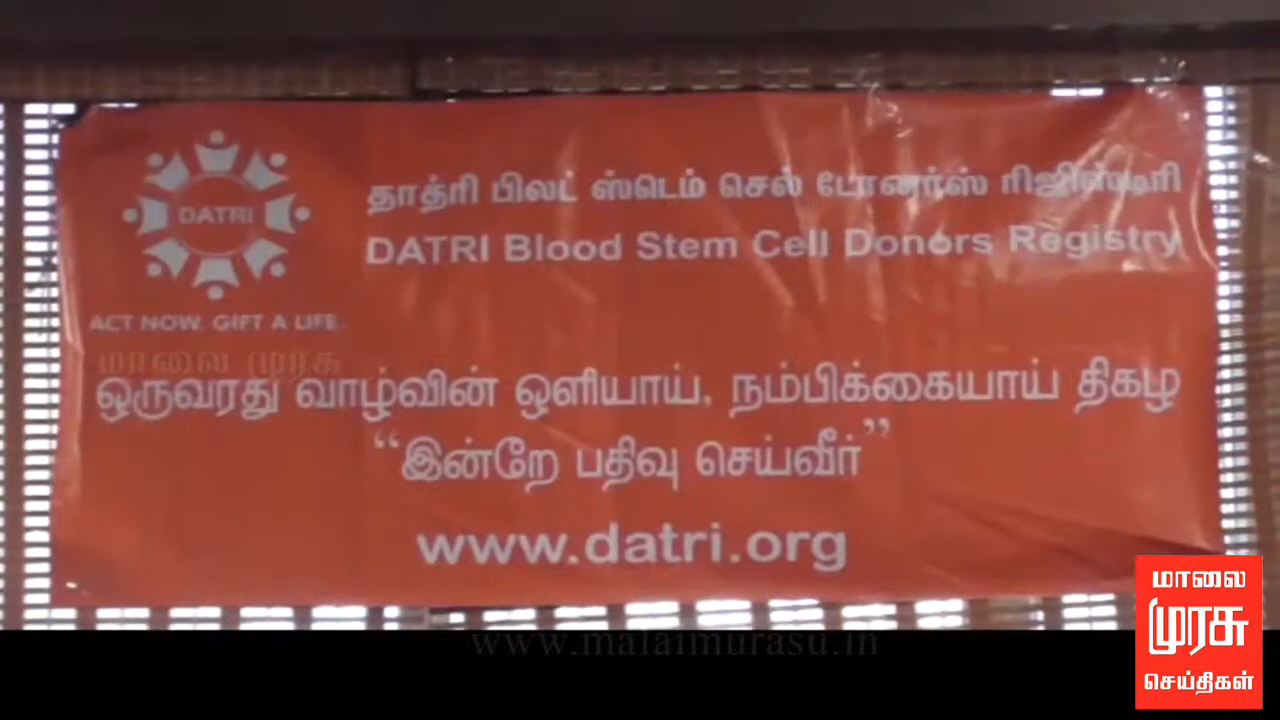 DATRI
ACT NOW. GIFT A LIFE.
தாத்ரி பிலட் ஸ்டெம் செல் டோனர்ஸ் ரிஜிஸ்டிரி
DATRI Blood Stem Cell Donors Registry
மாலை முரசு
ஒருவரது வாழ்வின் ஒளியாய், நம்பிக்கையாய் திகழ
“இன்றே பதிவு செய்வீர்”
www.datri.org
www.malaimurasu.in
மாலை
முரசு
செய்திகள்